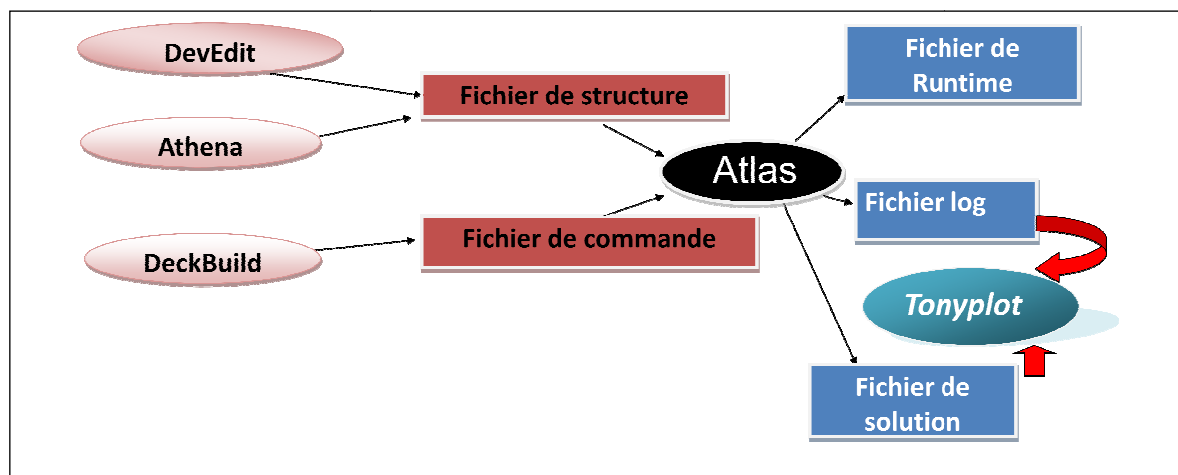 DevEdit
Fichier de structure
Athena
DeckBuild
Fichier de commande
Atlas
Fichier de
Runtime
Fichier log
Tonyplot
Fichier de
solution